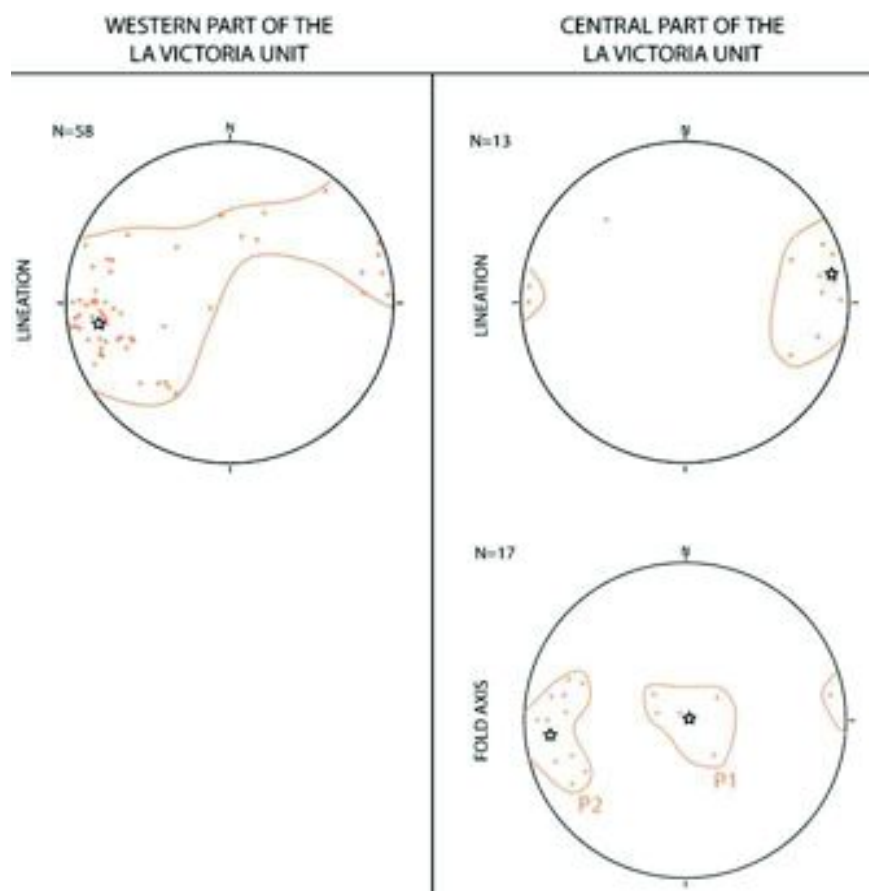 WESTERN PART OF THE
LA VICTORIA UNIT
CENTRAL PART OF THE
LA VICTORIA UNIT
N=58
N
LINEATION
N=13
N
LINEATION
N=17
N
FOLD AXIS
P2
P1